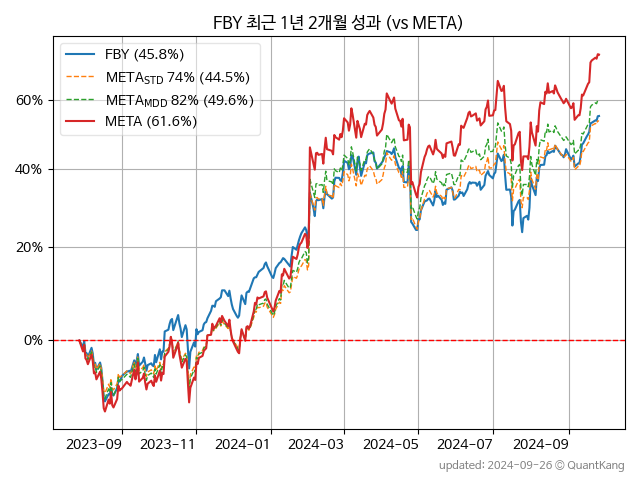 FBY 최근 1년 2개월 성과 (vs META)
FBY (45.8%)
META_STD 74% (44.5%)
META_MDD 82% (49.6%)
META (61.6%)
60%
40%
20%
0%
2023-09
2023-11
2024-01
2024-03
2024-05
2024-07
2024-09
updated: 2024-09-26 © QuantKang